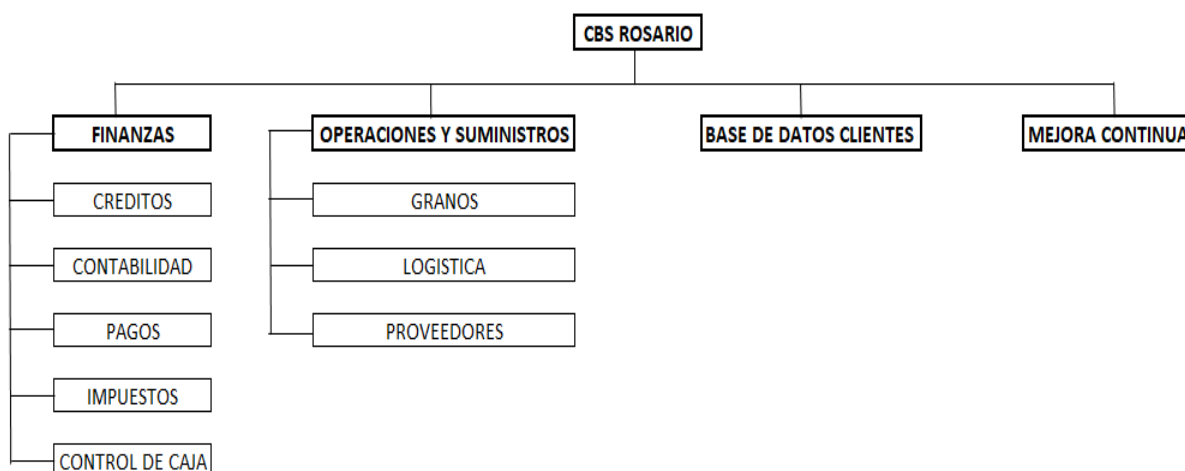 CBS ROSARIO
FINANZAS
OPERACIONES Y SUMINISTROS
BASE DE DATOS CLIENTES
MEJORA CONTINUA
CREDITOS
GRANOS
CONTABILIDAD
LOGISTICA
PAGOS
PROVEEDORES
IMPUESTOS
CONTROL DE CAJA